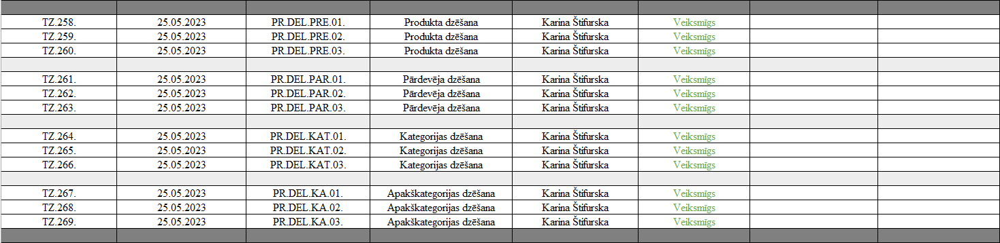 TZ.258. 25.05.2023 PR.DEL.PRE.01. Produkta dzēšana Karina Štifurska Veiksmīgs
TZ.259. 25.05.2023 PR.DEL.PRE.02. Produkta dzēšana Karina Štifurska Veiksmīgs
TZ.260. 25.05.2023 PR.DEL.PRE.03. Produkta dzēšana Karina Štifurska Veiksmīgs
TZ.261. 25.05.2023 PR.DEL.PAR.01. Pārdevēja dzēšana Karina Štifurska Veiksmīgs
TZ.262. 25.05.2023 PR.DEL.PAR.02. Pārdevēja dzēšana Karina Štifurska Veiksmīgs
TZ.263. 25.05.2023 PR.DEL.PAR.03. Pārdevēja dzēšana Karina Štifurska Veiksmīgs
TZ.264. 25.05.2023 PR.DEL.KAT.01. Kategorijas dzēšana Karina Štifurska Veiksmīgs
TZ.265. 25.05.2023 PR.DEL.KAT.02. Kategorijas dzēšana Karina Štifurska Veiksmīgs
TZ.266. 25.05.2023 PR.DEL.KAT.03. Kategorijas dzēšana Karina Štifurska Veiksmīgs
TZ.267. 25.05.2023 PR.DEL.KA.01. Apakškategorijas dzēšana Karina Štifurska Veiksmīgs
TZ.268. 25.05.2023 PR.DEL.KA.02. Apakškategorijas dzēšana Karina Štifurska Veiksmīgs
TZ.269. 25.05.2023 PR.DEL.KA.03. Apakškategorijas dzēšana Karina Štifurska Veiksmīgs